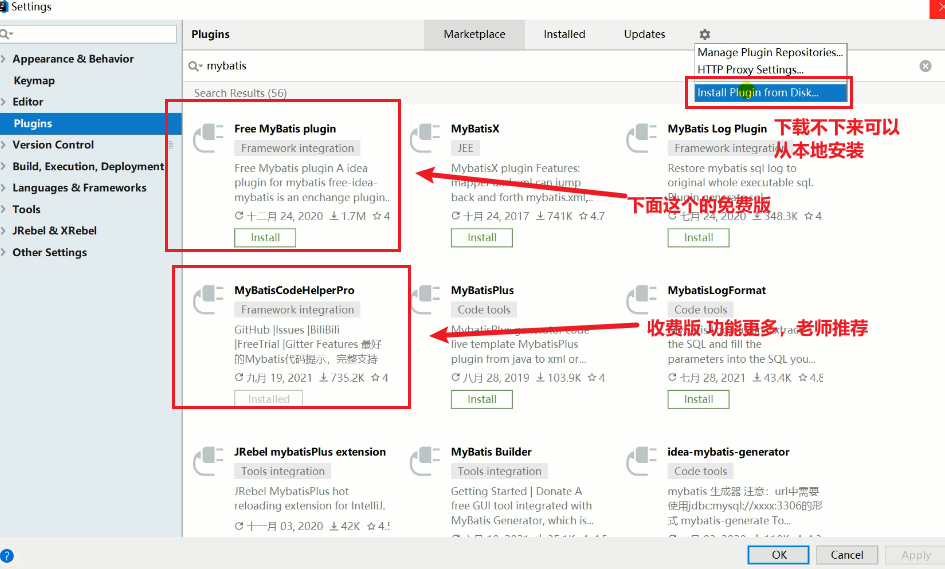 Settings
Plugins
Marketplace
Installed
Updates
Manage Plugin Repositories...
HTTP Proxy Settings...
Install Plugin from Disk...
mybatis
Search Results (56)
Appearance & Behavior
Keymap
Editor
Plugins
Version Control
Build, Execution, Deployment
Languages & Frameworks
Tools
JRebel & XRebel
Other Settings
下载不下来可以
从本地安装
Free MyBatis plugin
Framework integration
Free Mybatis plugin A idea
plugin for mybatis free-idea-
mybatis is an enchance plugin..
十二月 24, 2020 1.7M 4
Install
MyBatisX
JEE
MybatisX plugin Features:
mapper and xml can jump
back and forth mybatis.xml,..
十月 24, 2017 741K 4.7
Install
MyBatis Log Plugin
Framework integration
Restore mybatis sql log to
original whole executable sql.
Plugin generate sql
七月 24, 2020 348.3K 4.
Install
下面这个的免费版
MyBatisCodeHelperPro
Framework integration
GitHub |Issues |BiliBili
|FreeTrial |Gitter Features 最好
的Mybatis代码提示，完整支持
九月 19, 2021 735.2K 4
Installed
MyBatisPlus
Code tools
MybatisPlus generator code
live template MybatisPlus
plugin from java to xml or...
八月 28, 2019 103.9K 4
Install
MyBatisLogFormat
Code tools
the SQL and fill the
parameters into the SQL you...
七月 28, 2021 43.4K 4.8
Install
收费版 功能更多，老师推荐
JRebel mybatisPlus extension
Tools integration
JRebel MybatisPlus hot
reloading extension for IntelliJ.
十一月 03, 2020 42K 4.5
MyBatis Builder
Tools integration
Getting Started | Donate A
free GUI tool integrated with
MyBatis Generator, which is...
idea-mybatis-generator
Code tools
mybatis 生成器 注意：url中需要
使用jdbc:mysql://xxxx:3306的形
式 mybatis-generate To...
OK
Cancel
Apply